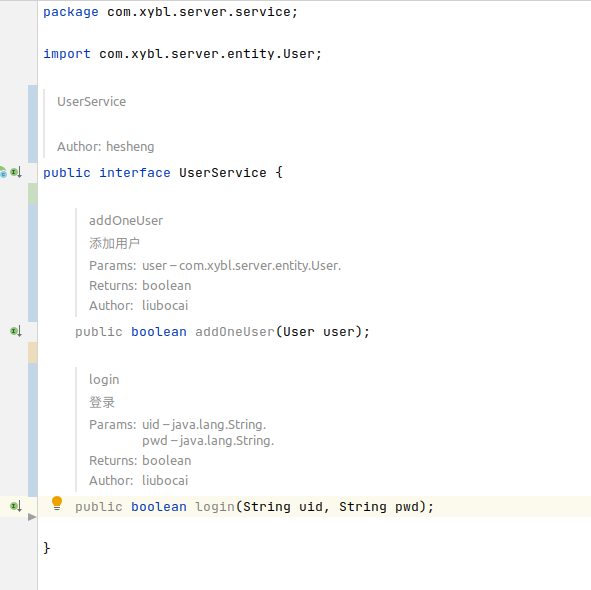 package com.xybl.server.service;
import com.xybl.server.entity.User;
UserService
Author: hesheng
public interface UserService {
addOneUser
添加用户
Params: user – com.xybl.server.entity.User.
Returns: boolean
Author: liubocai
public boolean addOneUser(User user);
login
登录
Params: uid – java.lang.String.
pwd – java.lang.String.
Returns: boolean
Author: liubocai
public boolean login(String uid, String pwd);
}